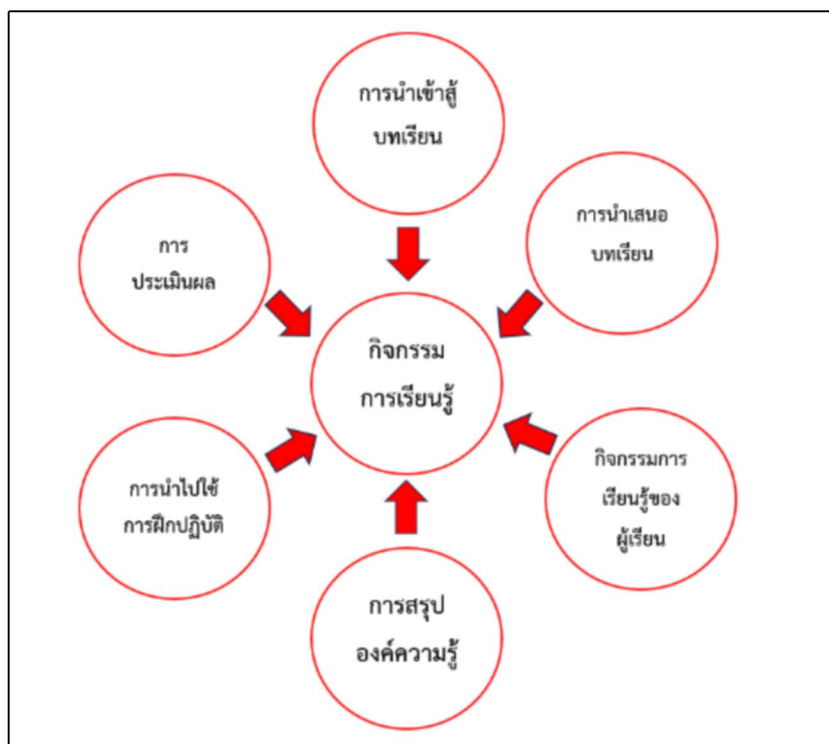 การนำเข้าสู้
บทเรียน
การนำเสนอ
บทเรียน
การ
ประเมินผล
กิจกรรม
การเรียนรู้
กิจกรรมการ
เรียนรู้ของ
ผู้เรียน
การนำไปใช้
การฝึกปฏิบัติ
การสรุป
องค์ความรู้